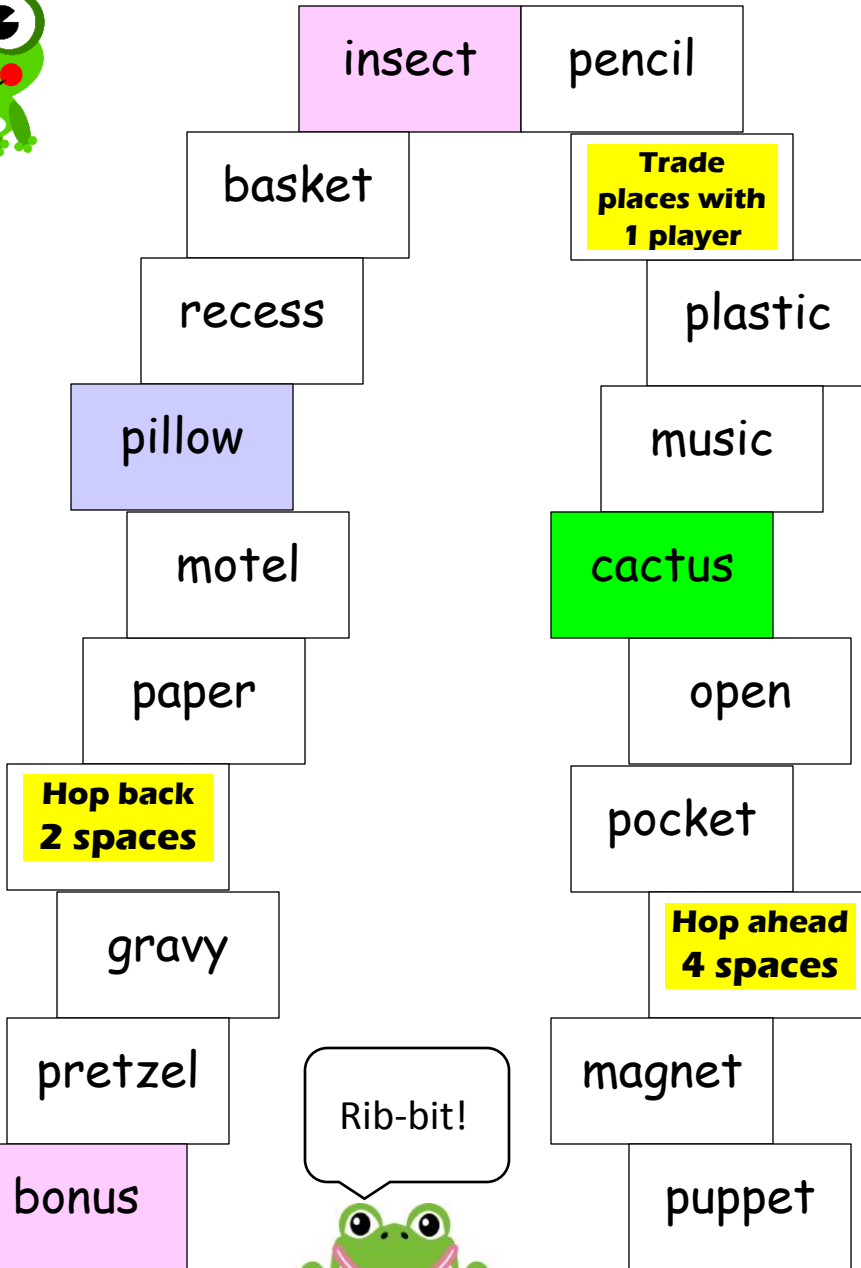 insect pencil
basket
Trade
places with
1 player
recess
plastic
pillow
music
motel
cactus
paper
open
Hop back
2 spaces
pocket
gravy
Hop ahead
4 spaces
pretzel
magnet
Rib-bit!
bonus
puppet